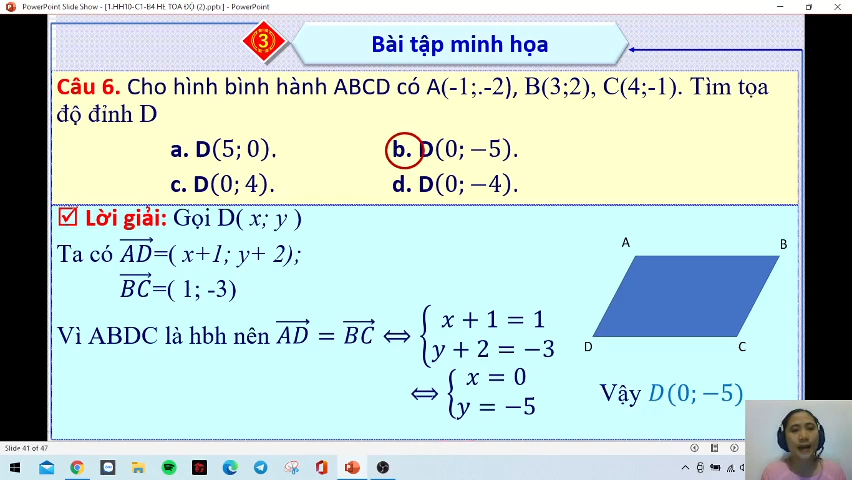 PowerPoint Slide Show - [1.HH10-C1-B4 HE TOA ĐỘ (2).pptx] - PowerPoint
3
Bài tập minh họa
Câu 6. Cho hình bình hành ABCD có A(-1;.-2), B(3;2), C(4;-1). Tìm tọa
độ đỉnh D
a. D(5; 0). b. D(0; −5).
c. D(0; 4). d. D(0; −4).
Lời giải: Gọi D( x; y )
Ta có AD=( x+1; y+ 2);
BC=( 1; -3)
Vì ABDC là hbh nên AD = BC ⇔ { x + 1 = 1
y + 2 = −3
⇔ { x = 0
y = −5
Vậy D(0; −5)
A B
D C
Slide 41 of 47